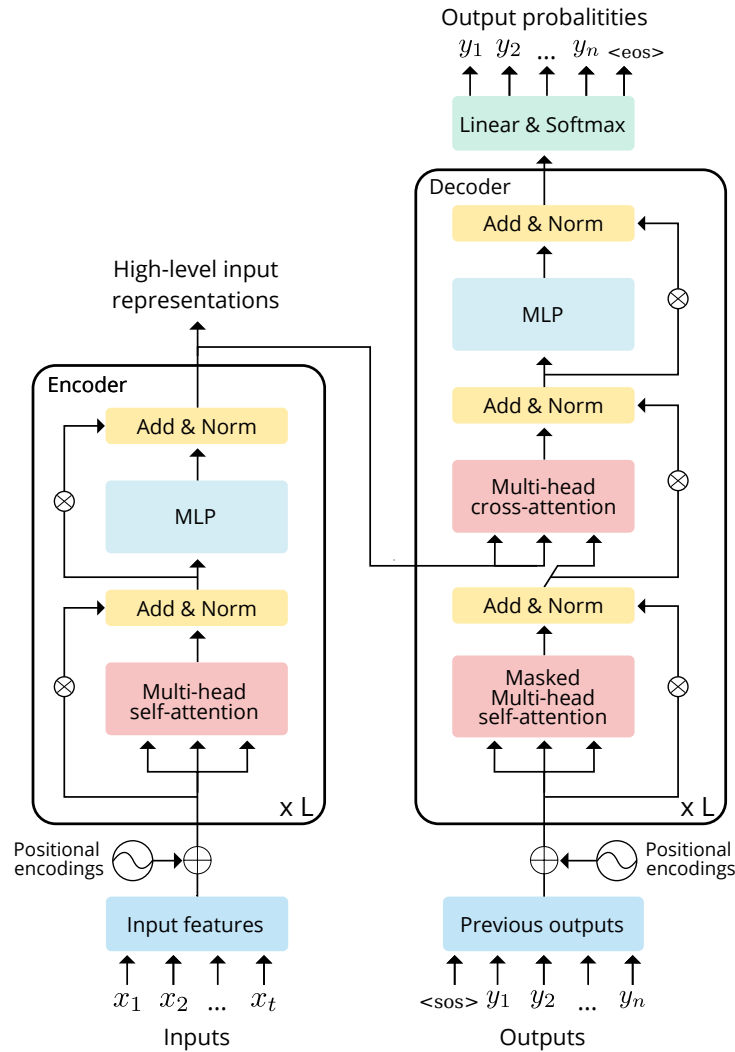 Output probalitities
y₁ y₂ ... yₙ <eos>
Linear & Softmax
Decoder
Add & Norm
MLP
Add & Norm
Multi-head
cross-attention
Add & Norm
Masked
Multi-head
self-attention
x L
Positional
encodings
Previous outputs
<sos> y₁ y₂ ... yₙ
Outputs
High-level input
representations
Encoder
Add & Norm
MLP
Add & Norm
Multi-head
self-attention
x L
Positional
encodings
Input features
x₁ x₂ ... xₜ
Inputs